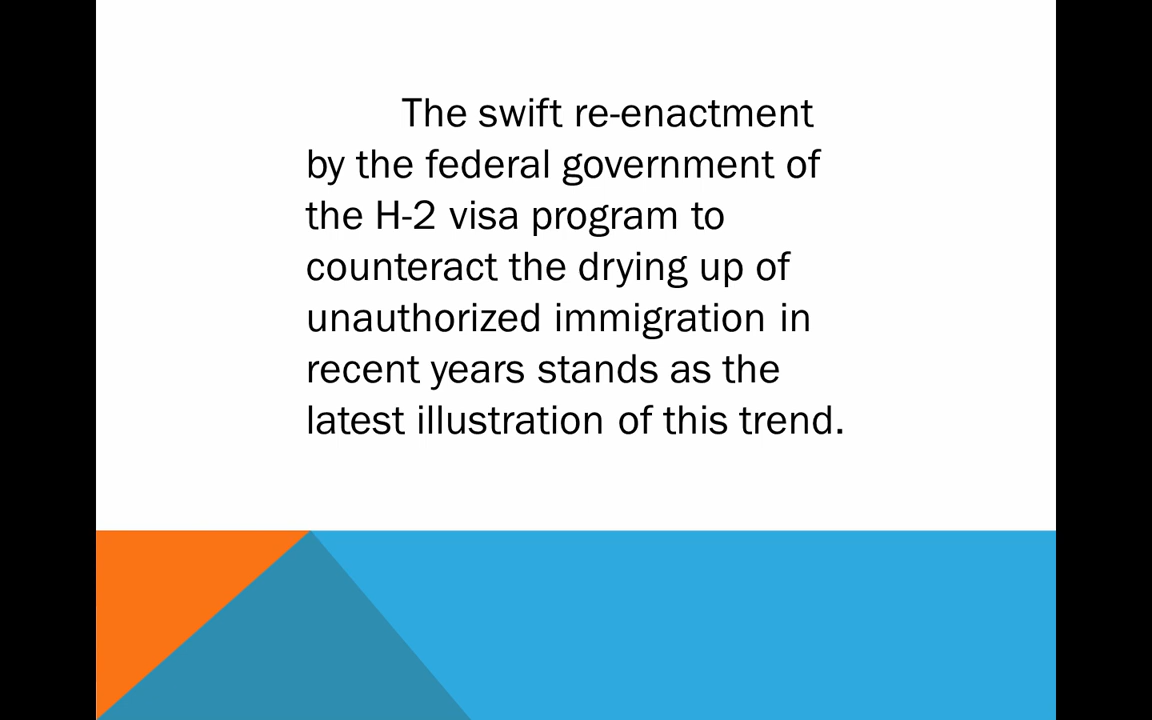 The swift re-enactment
by the federal government of
the H-2 visa program to
counteract the drying up of
unauthorized immigration in
recent years stands as the
latest illustration of this trend.